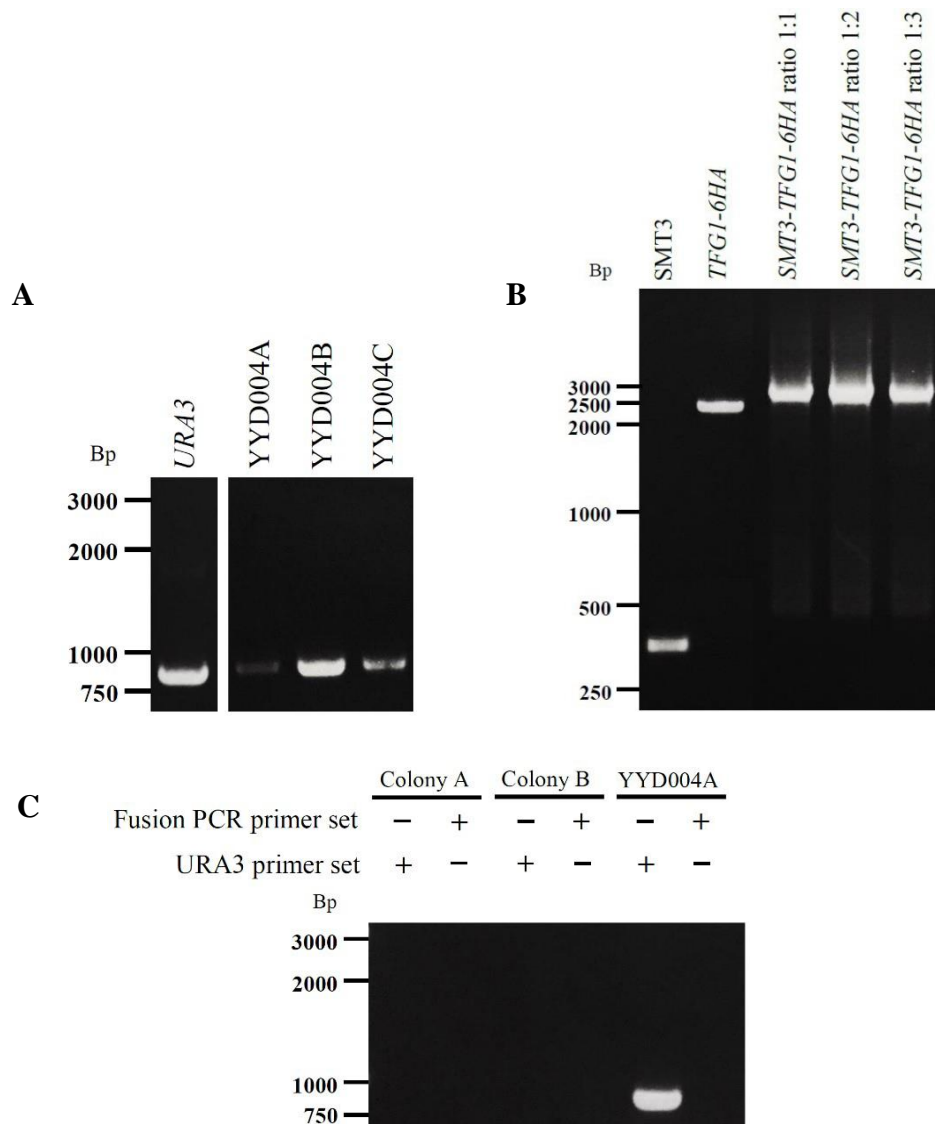 A
Bp
URA3
YYD004A
YYD004B
YYD004C
3000
2000
1000
750
B
Bp
SMT3
TFG1-6HA
SMT3-TFG1-6HA ratio 1:1
SMT3-TFG1-6HA ratio 1:2
SMT3-TFG1-6HA ratio 1:3
3000
2500
2000
1000
500
250
C
Colony A Colony B YYD004A
Fusion PCR primer set − + − + − +
URA3 primer set + − + − + −
Bp
3000
2000
1000
750